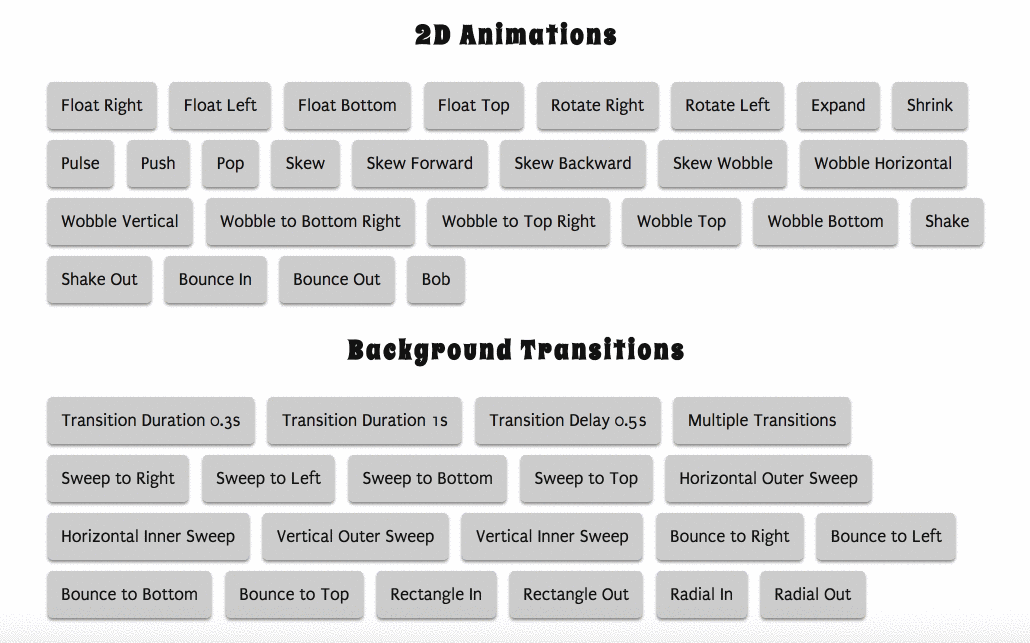 2D Animations
Float Right Float Left Float Bottom Float Top Rotate Right Rotate Left Expand Shrink
Pulse Push Pop Skew Skew Forward Skew Backward Skew Wobble Wobble Horizontal
Wobble Vertical Wobble to Bottom Right Wobble to Top Right Wobble Top Wobble Bottom Shake
Shake Out Bounce In Bounce Out Bob
Background Transitions
Transition Duration 0.3s Transition Duration 1s Transition Delay 0.5s Multiple Transitions
Sweep to Right Sweep to Left Sweep to Bottom Sweep to Top Horizontal Outer Sweep
Horizontal Inner Sweep Vertical Outer Sweep Vertical Inner Sweep Bounce to Right Bounce to Left
Bounce to Bottom Bounce to Top Rectangle In Rectangle Out Radial In Radial Out